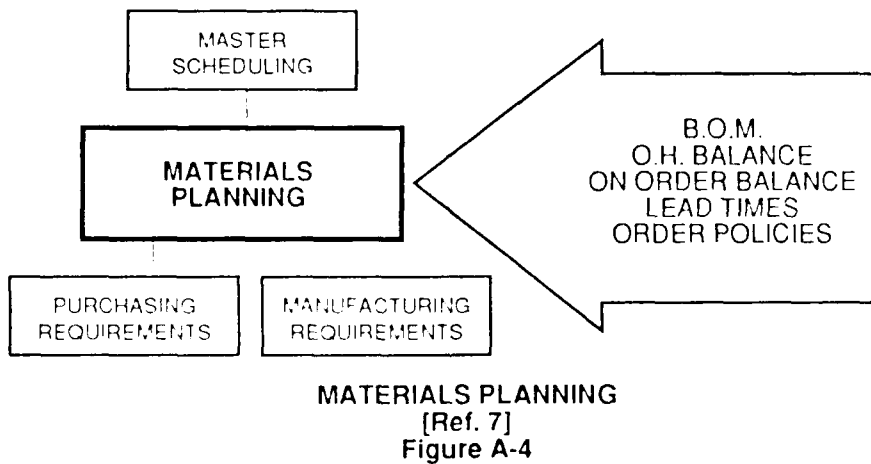 MASTER
SCHEDULING
MATERIALS
PLANNING
B.O.M.
O.H. BALANCE
ON ORDER BALANCE
LEAD TIMES
ORDER POLICIES
PURCHASING
REQUIREMENTS
MANUFACTURING
REQUIREMENTS
MATERIALS PLANNING
[Ref. 7]
Figure A-4